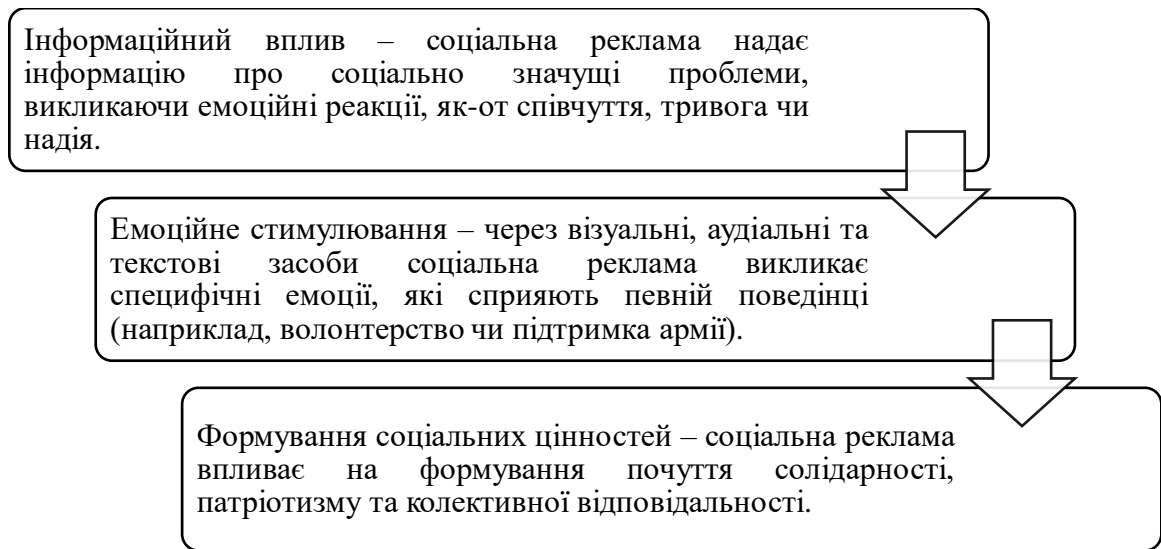 Інформаційний вплив – соціальна реклама надає
інформацію про соціально значущі проблеми,
викликаючи емоційні реакції, як-от співчуття, тривога чи
надія.
Емоційне стимулювання – через візуальні, аудіальні та
текстові засоби соціальна реклама викликає
специфічні емоції, які сприяють певній поведінці
(наприклад, волонтерство чи підтримка армії).
Формування соціальних цінностей – соціальна реклама
впливає на формування почуття солідарності,
патріотизму та колективної відповідальності.